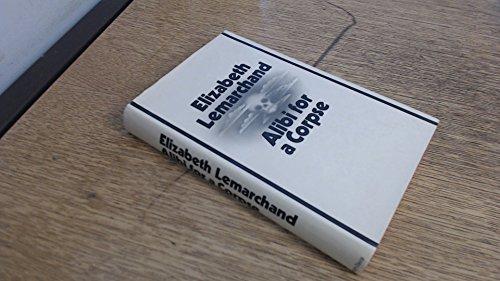 Elizabeth
Lemarchand
Alibi for
a Corpse
Elizabeth Lemarchand
Alibi for a Corpse